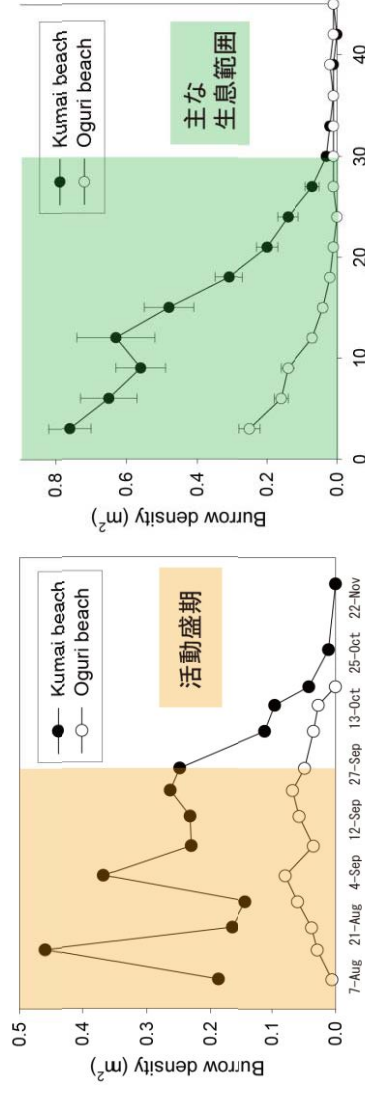 Burrow density (m²)
0.5
0.4
0.3
0.2
0.1
0.0
Kumai beach
Oguri beach
活動盛期
7-Aug
21-Aug
4-Sep
12-Sep
27-Sep
13-Oct
25-Oct
22-Nov
Burrow density (m²)
0.8
0.6
0.4
0.2
0.0
Kumai beach
Oguri beach
主な
生息範囲
0
10
20
30
40